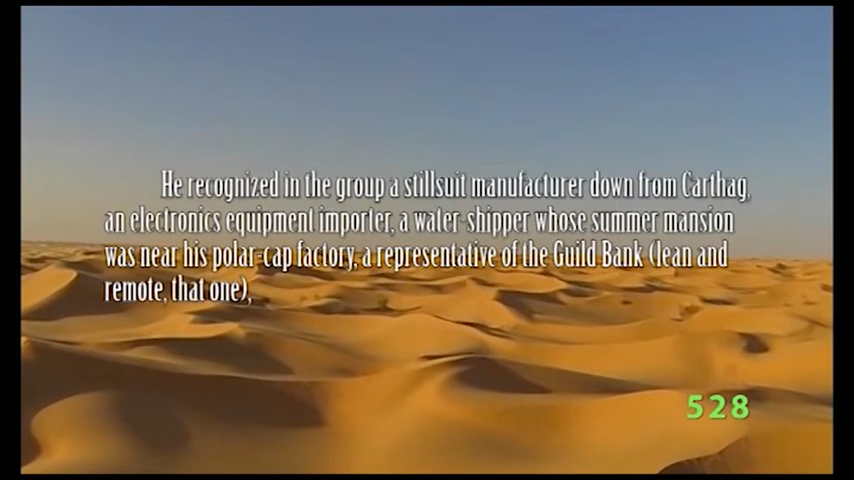 He recognized in the group a stillsuit manufacturer down from Carthag,
an electronics equipment importer, a water-shipper whose summer mansion
was near his polar-cap factory, a representative of the Guild Bank (lean and
remote, that one),
528